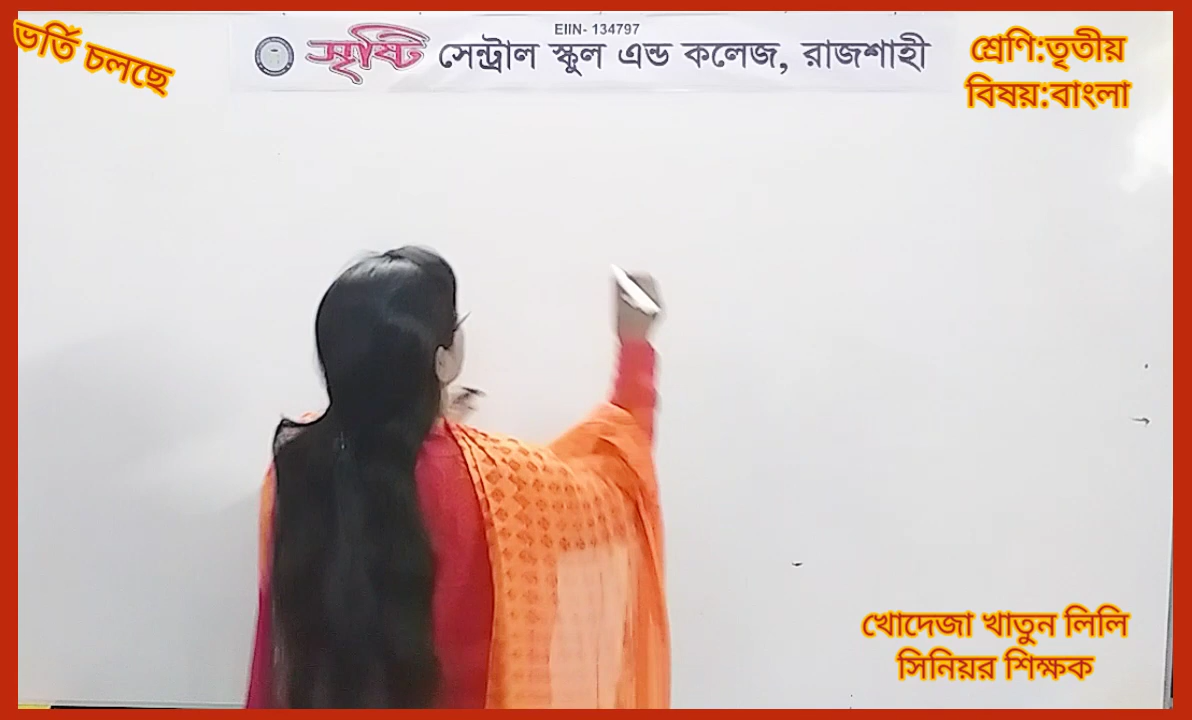 ভর্তি চলছে
EIIN- 134797
সৃষ্টি সেন্ট্রাল স্কুল এন্ড কলেজ, রাজশাহী
শ্রেণি:তৃতীয়
বিষয়:বাংলা
খোদেজা খাতুন লিলি
সিনিয়র শিক্ষক